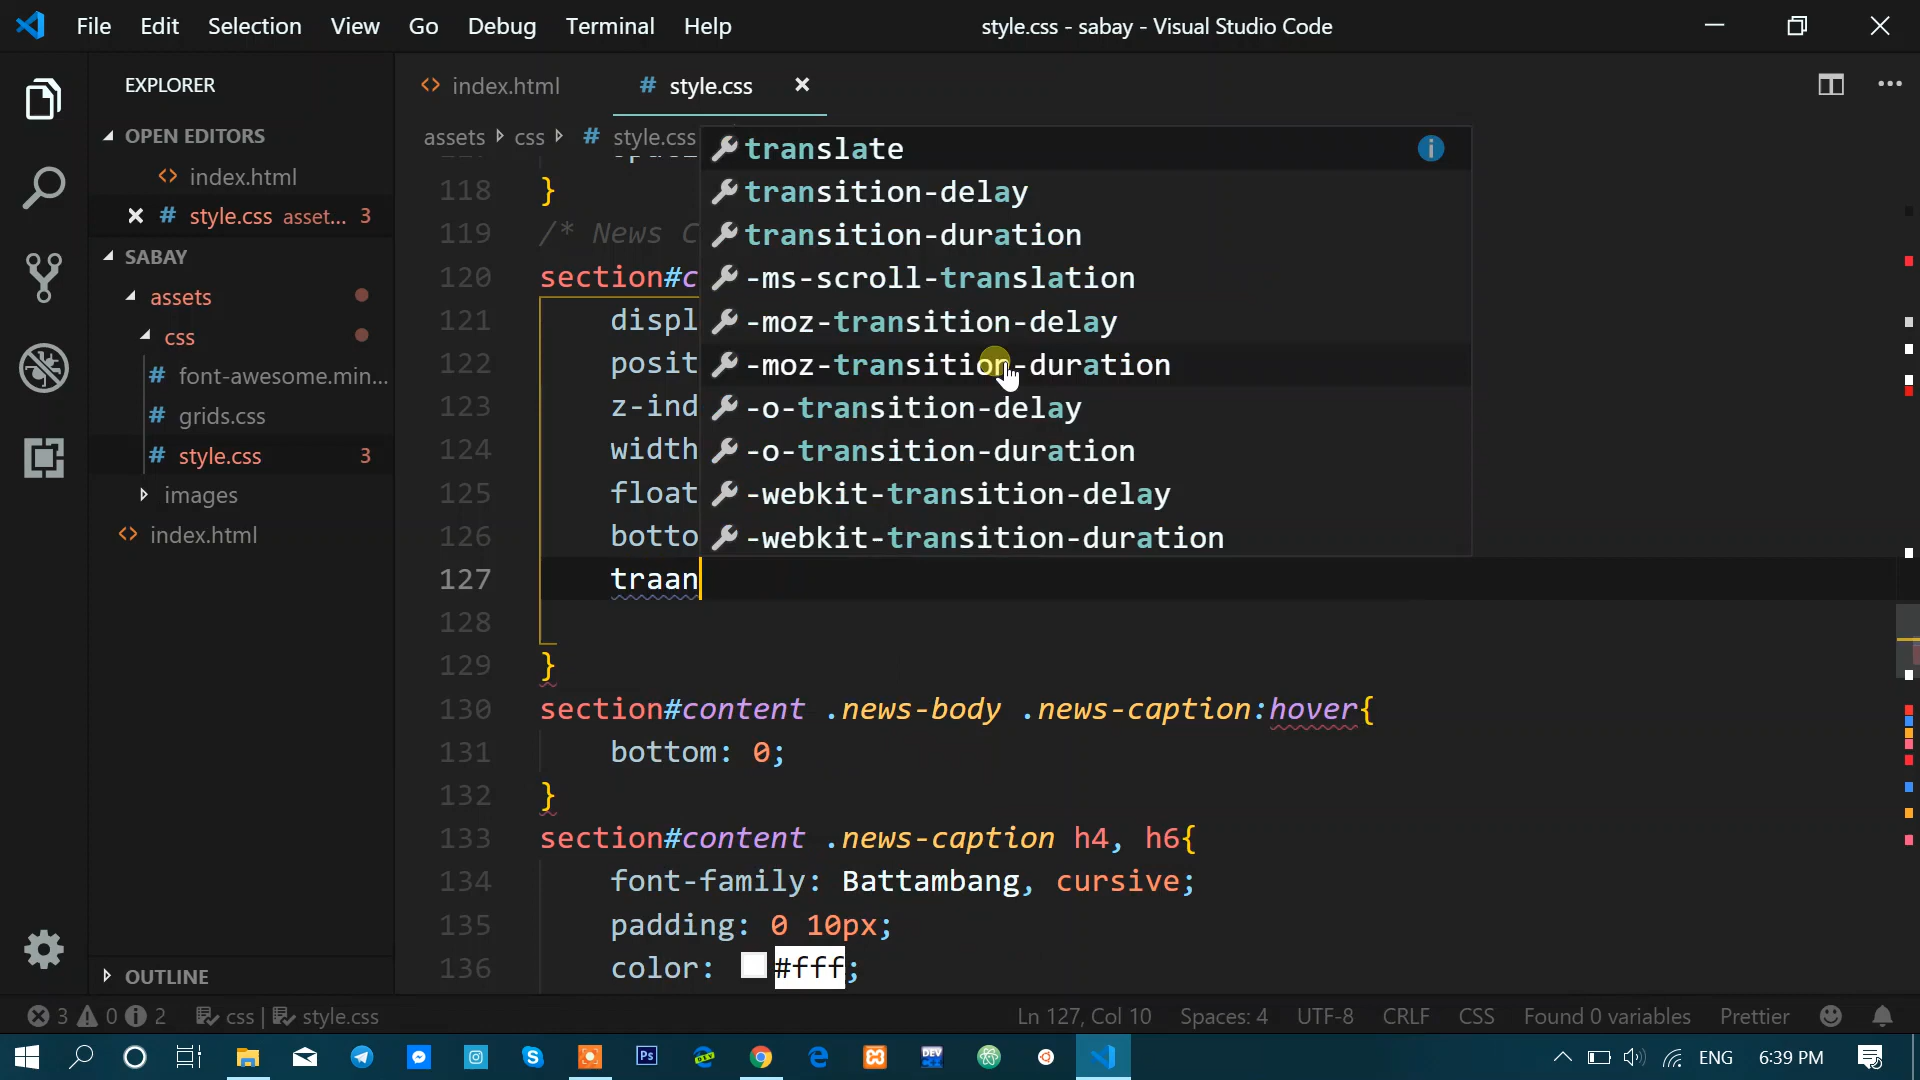 File Edit Selection View Go Debug Terminal Help style.css - sabay - Visual Studio Code
EXPLORER
OPEN EDITORS
index.html
style.css asset... 3
SABAY
assets
css
font-awesome.min...
grids.css
style.css 3
images
index.html
OUTLINE
index.html
# style.css
assets css # style.css
translate
transition-delay
transition-duration
-ms-scroll-translation
-moz-transition-delay
-moz-transition-duration
-o-transition-delay
-o-transition-duration
-webkit-transition-delay
-webkit-transition-duration
118 }
119 /* News C
120 section#c
121 displ
122 posit
123 z-ind
124 width
125 float
126 botto
127 traan
128
129 }
130 section#content .news-body .news-caption:hover{
131 bottom: 0;
132 }
133 section#content .news-caption h4, h6{
134 font-family: Battambang, cursive;
135 padding: 0 10px;
136 color: #fff;
3 0 2 css | style.css Ln 127, Col 10 Spaces: 4 UTF-8 CRLF CSS Found 0 variables Prettier
ENG 6:39 PM